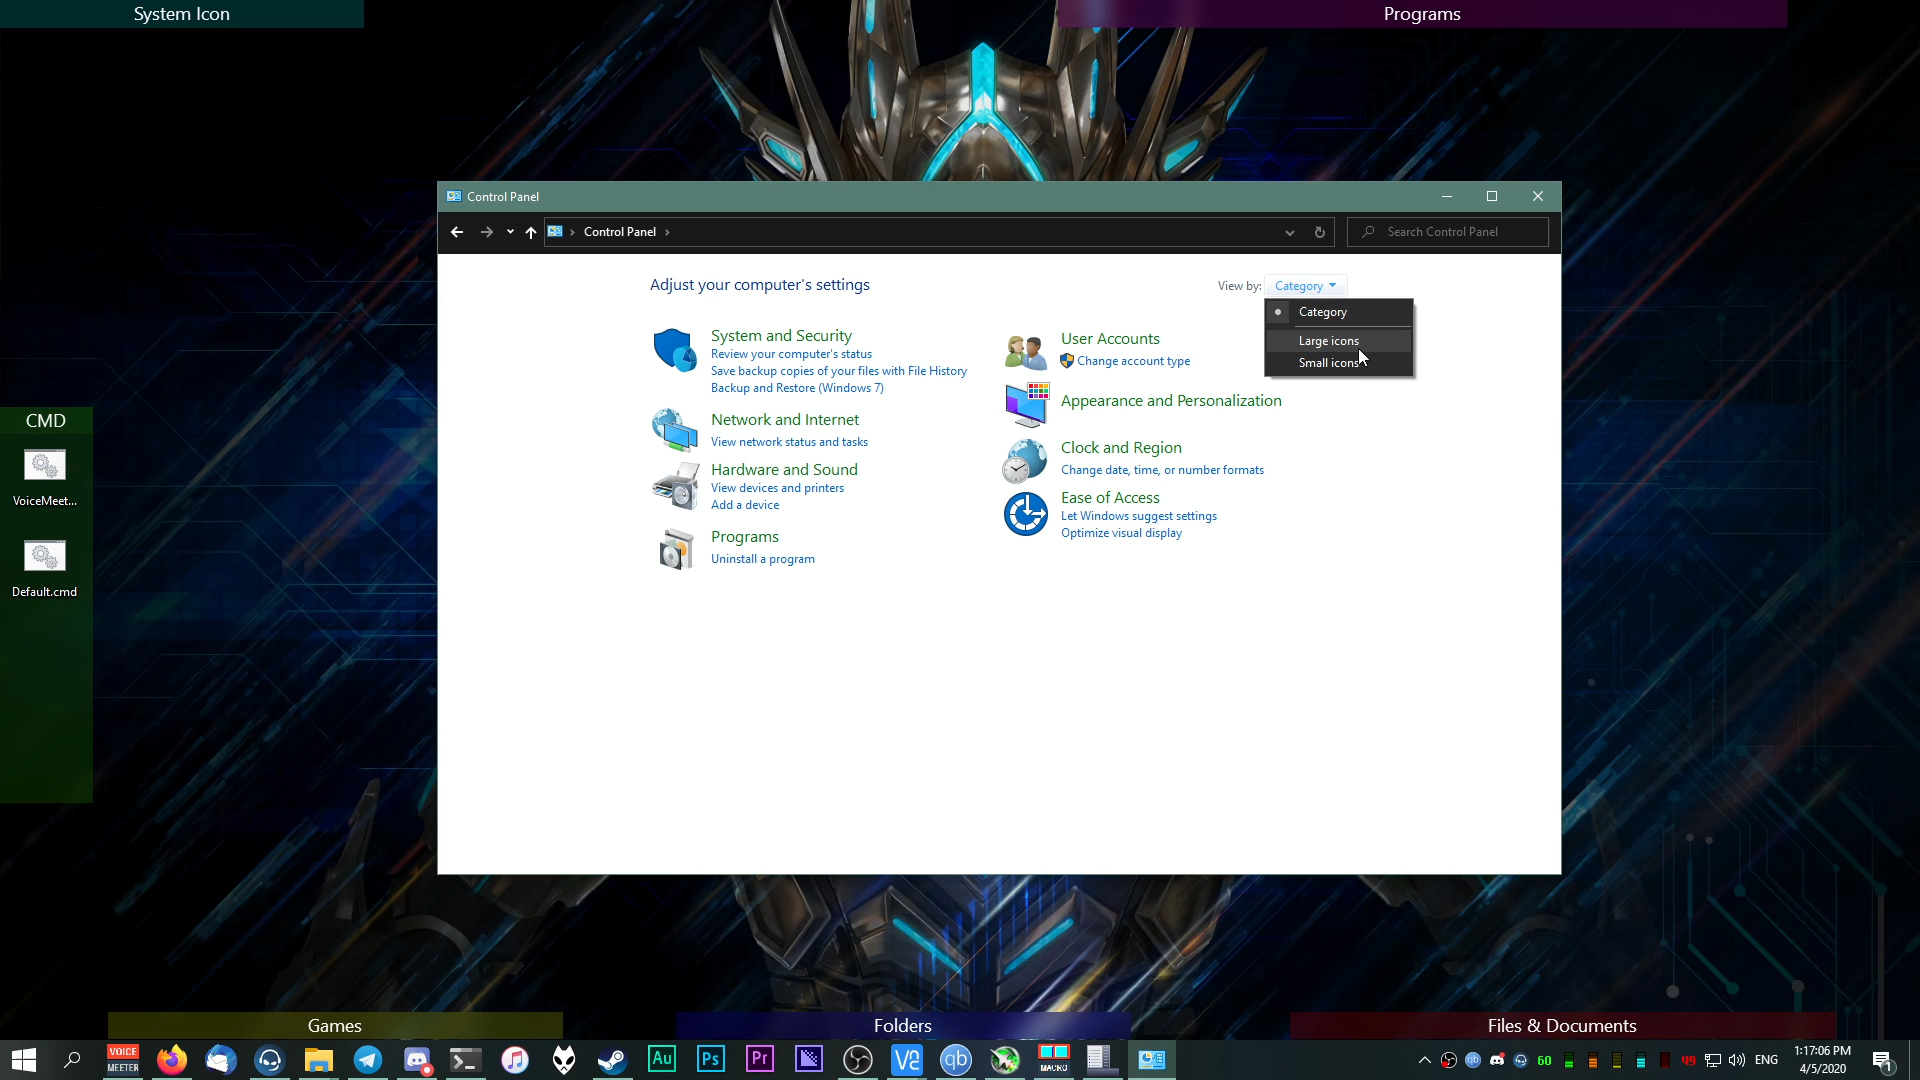 System Icon
Programs
Control Panel
Control Panel
Search Control Panel
Adjust your computer's settings
View by:
Category
Category
Large icons
Small icons
System and Security
Review your computer's status
Save backup copies of your files with File History
Backup and Restore (Windows 7)
Network and Internet
View network status and tasks
Hardware and Sound
View devices and printers
Add a device
Programs
Uninstall a program
User Accounts
Change account type
Appearance and Personalization
Clock and Region
Change date, time, or number formats
Ease of Access
Let Windows suggest settings
Optimize visual display
CMD
VoiceMeet...
Default.cmd
Games
Folders
Files & Documents
VOICE
MEETER
Au
Ps
Pr
qb
MACRO
qb
60
49
ENG
1:17:06 PM
4/5/2020
1